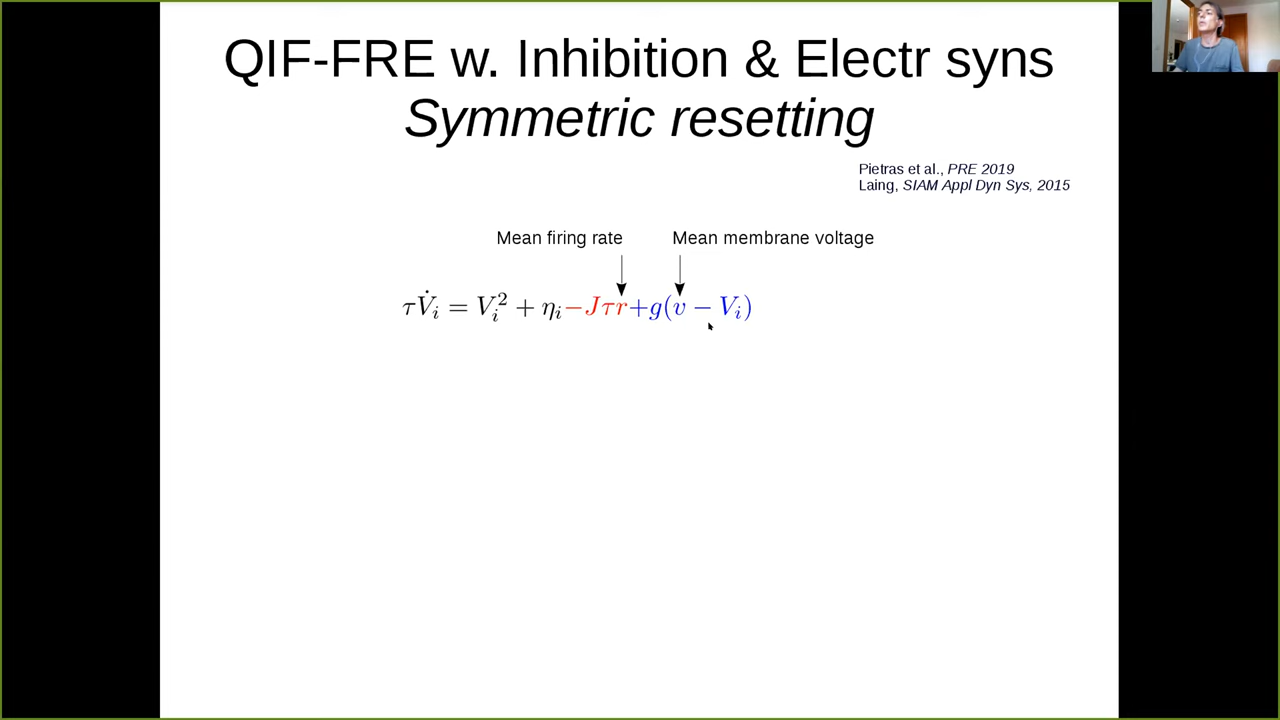 QIF-FRE w. Inhibition & Electr syns
Symmetric resetting
Pietras et al., PRE 2019
Laing, SIAM Appl Dyn Sys, 2015
Mean firing rate Mean membrane voltage
τV̇ᵢ = Vᵢ² + ηᵢ−Jτr+g(v − Vᵢ)